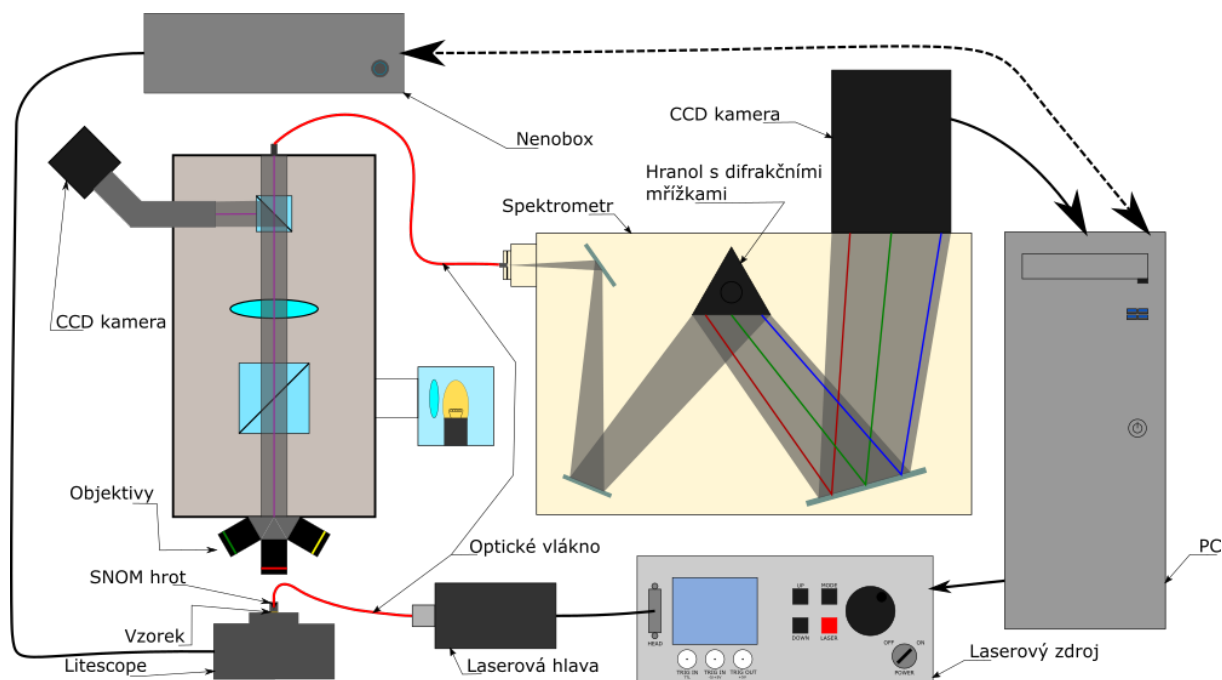 Nenobox
CCD kamera
Hranol s difrakčními
mřížkami
Spektrometr
CCD kamera
Objektivy
SNOM hrot
Vzorek
Litescope
Optické vlákno
Laserová hlava
PC
Laserový zdroj
UP
MODE
DOWN
LASER
HEAD
OFF
ON
POWER
TRIG IN
TRIG IN
TRIG OUT